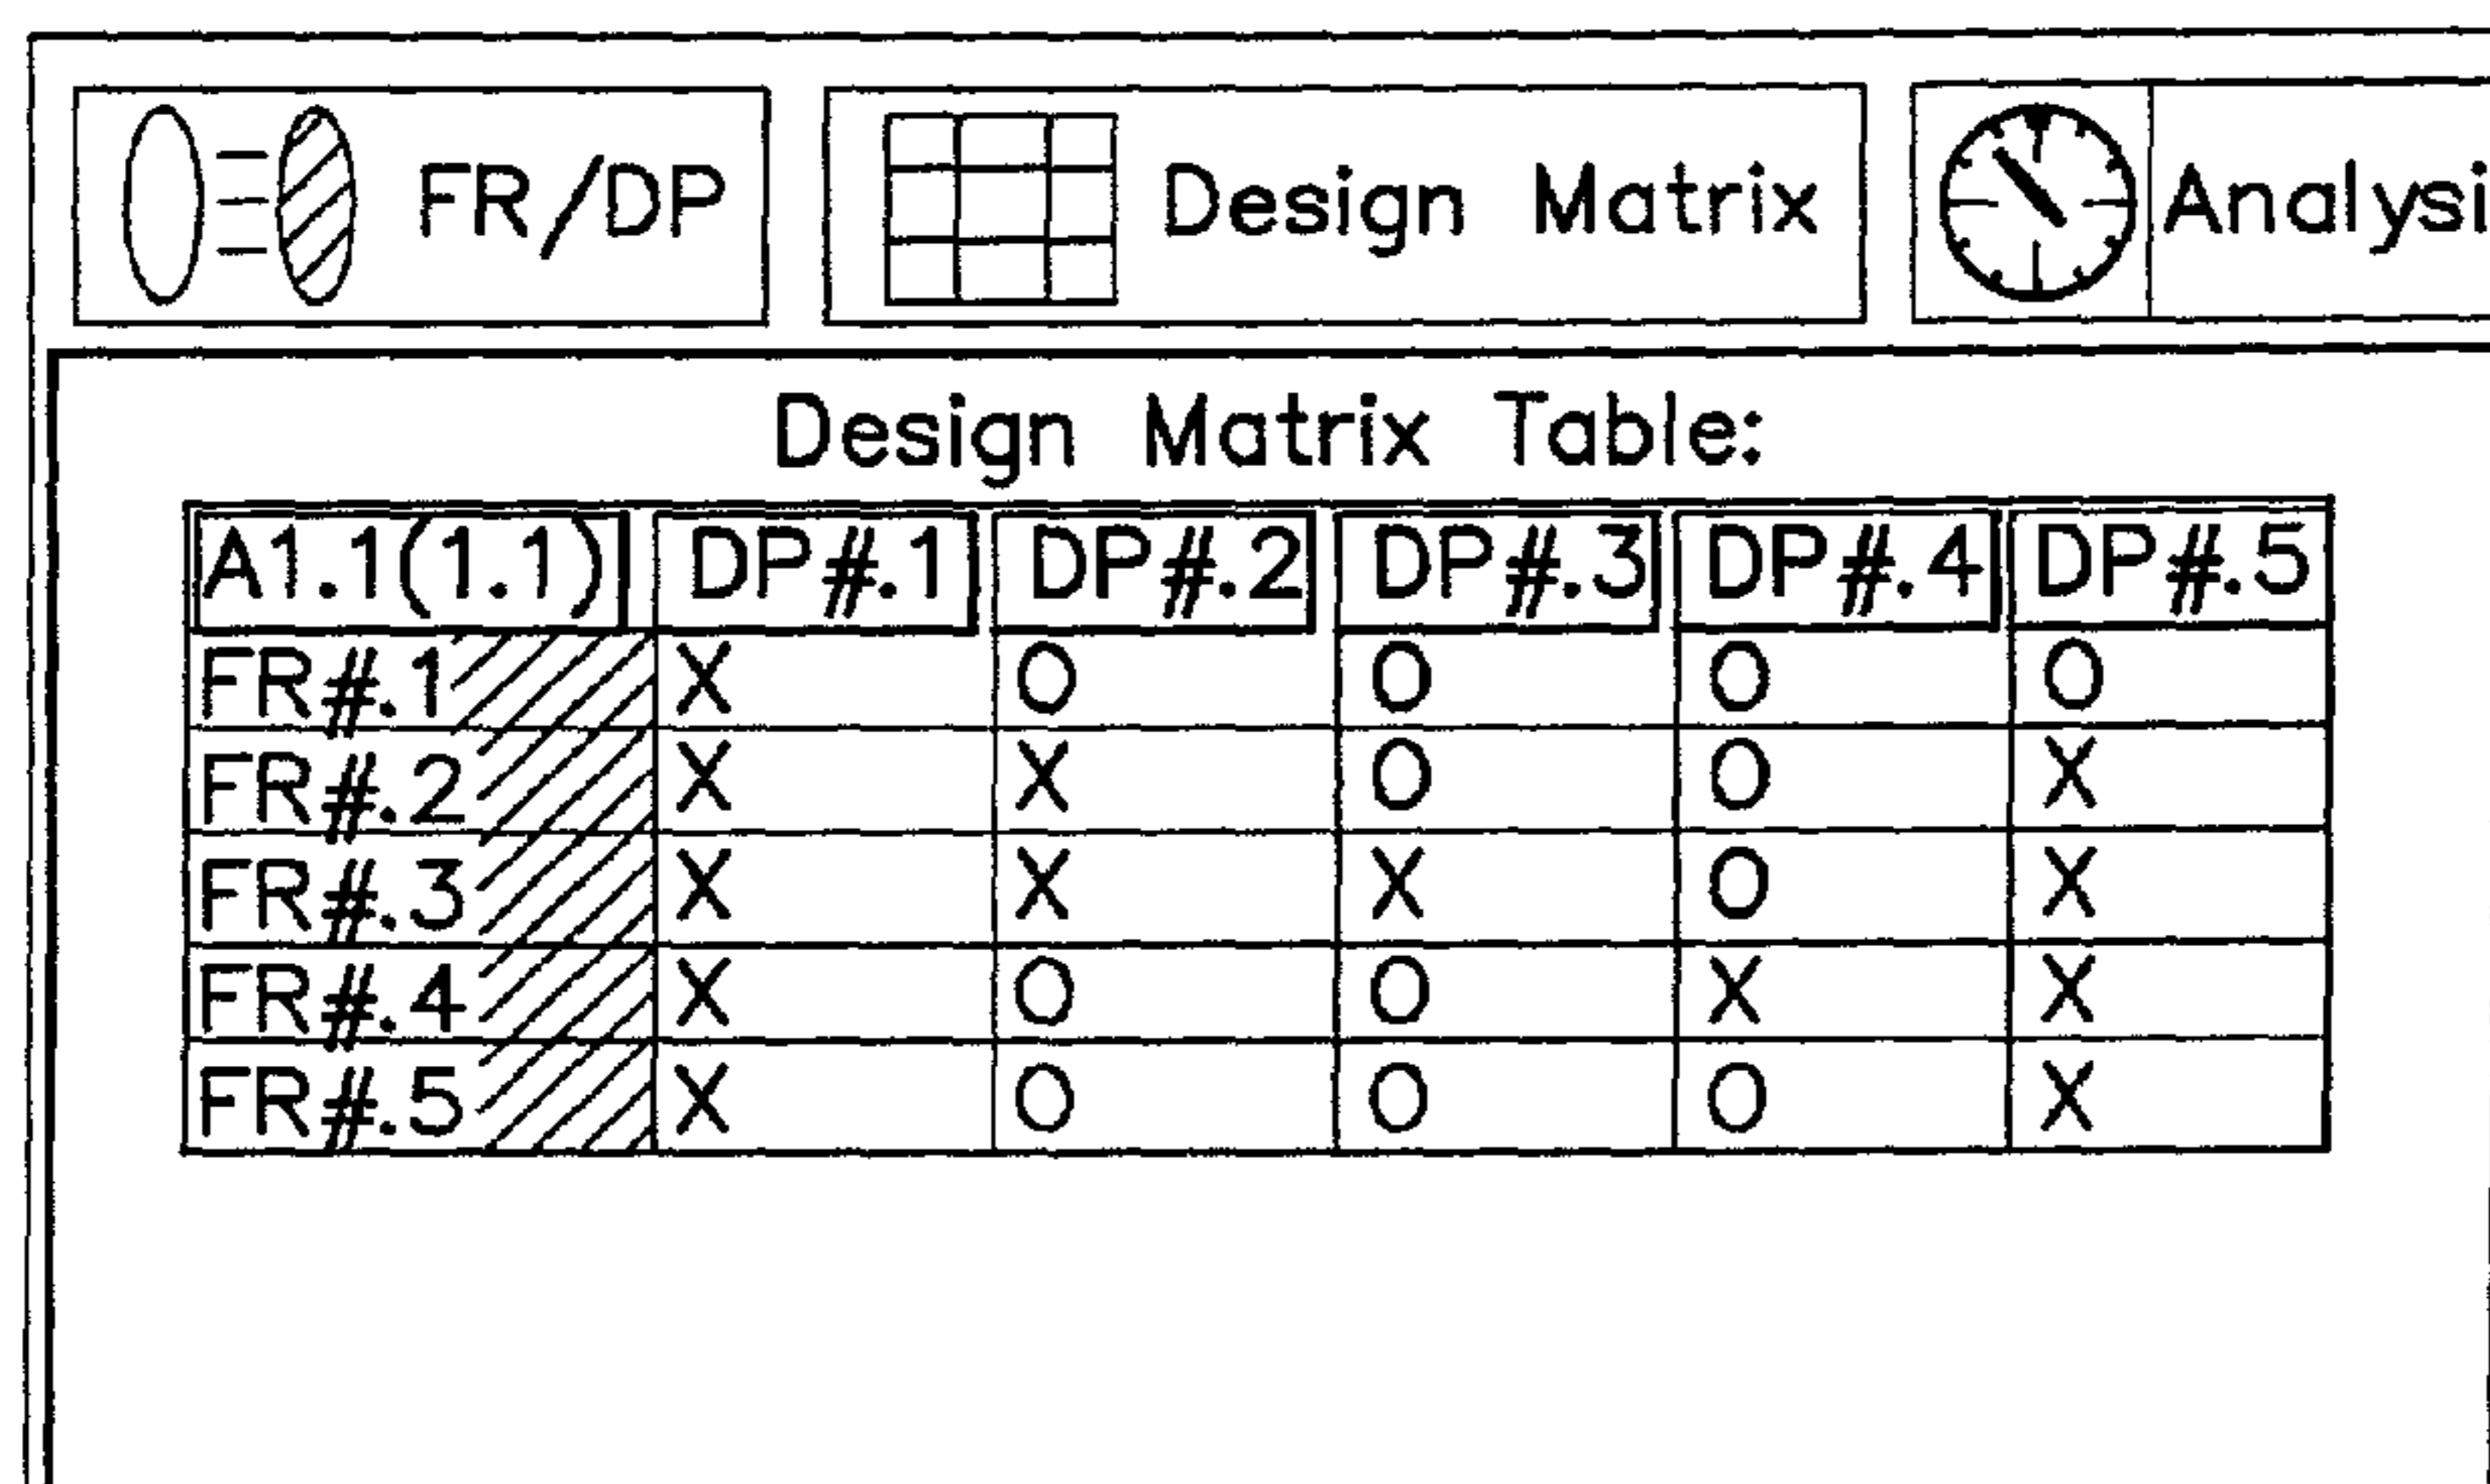 FR/DP Design Matrix Analysi
Design Matrix Table:
A1.1(1.1) DP#.1 DP#.2 DP#.3 DP#.4 DP#.5
FR#.1 X O O O O
FR#.2 X X O O X
FR#.3 X X X O X
FR#.4 X O O X X
FR#.5 X O O O X